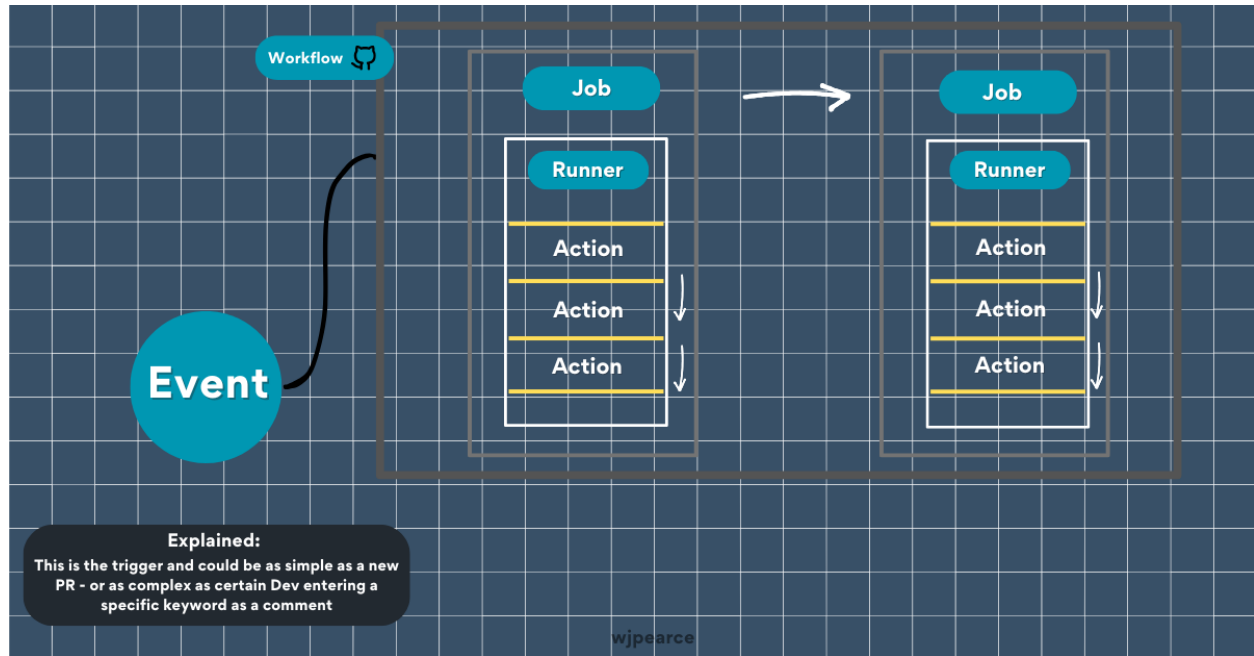 Workflow
Job
Job
Runner
Runner
Action
Action
Action
Action
Action
Action
Event
Explained:
This is the trigger and could be as simple as a new
PR - or as complex as certain Dev entering a
specific keyword as a comment
wjpearce